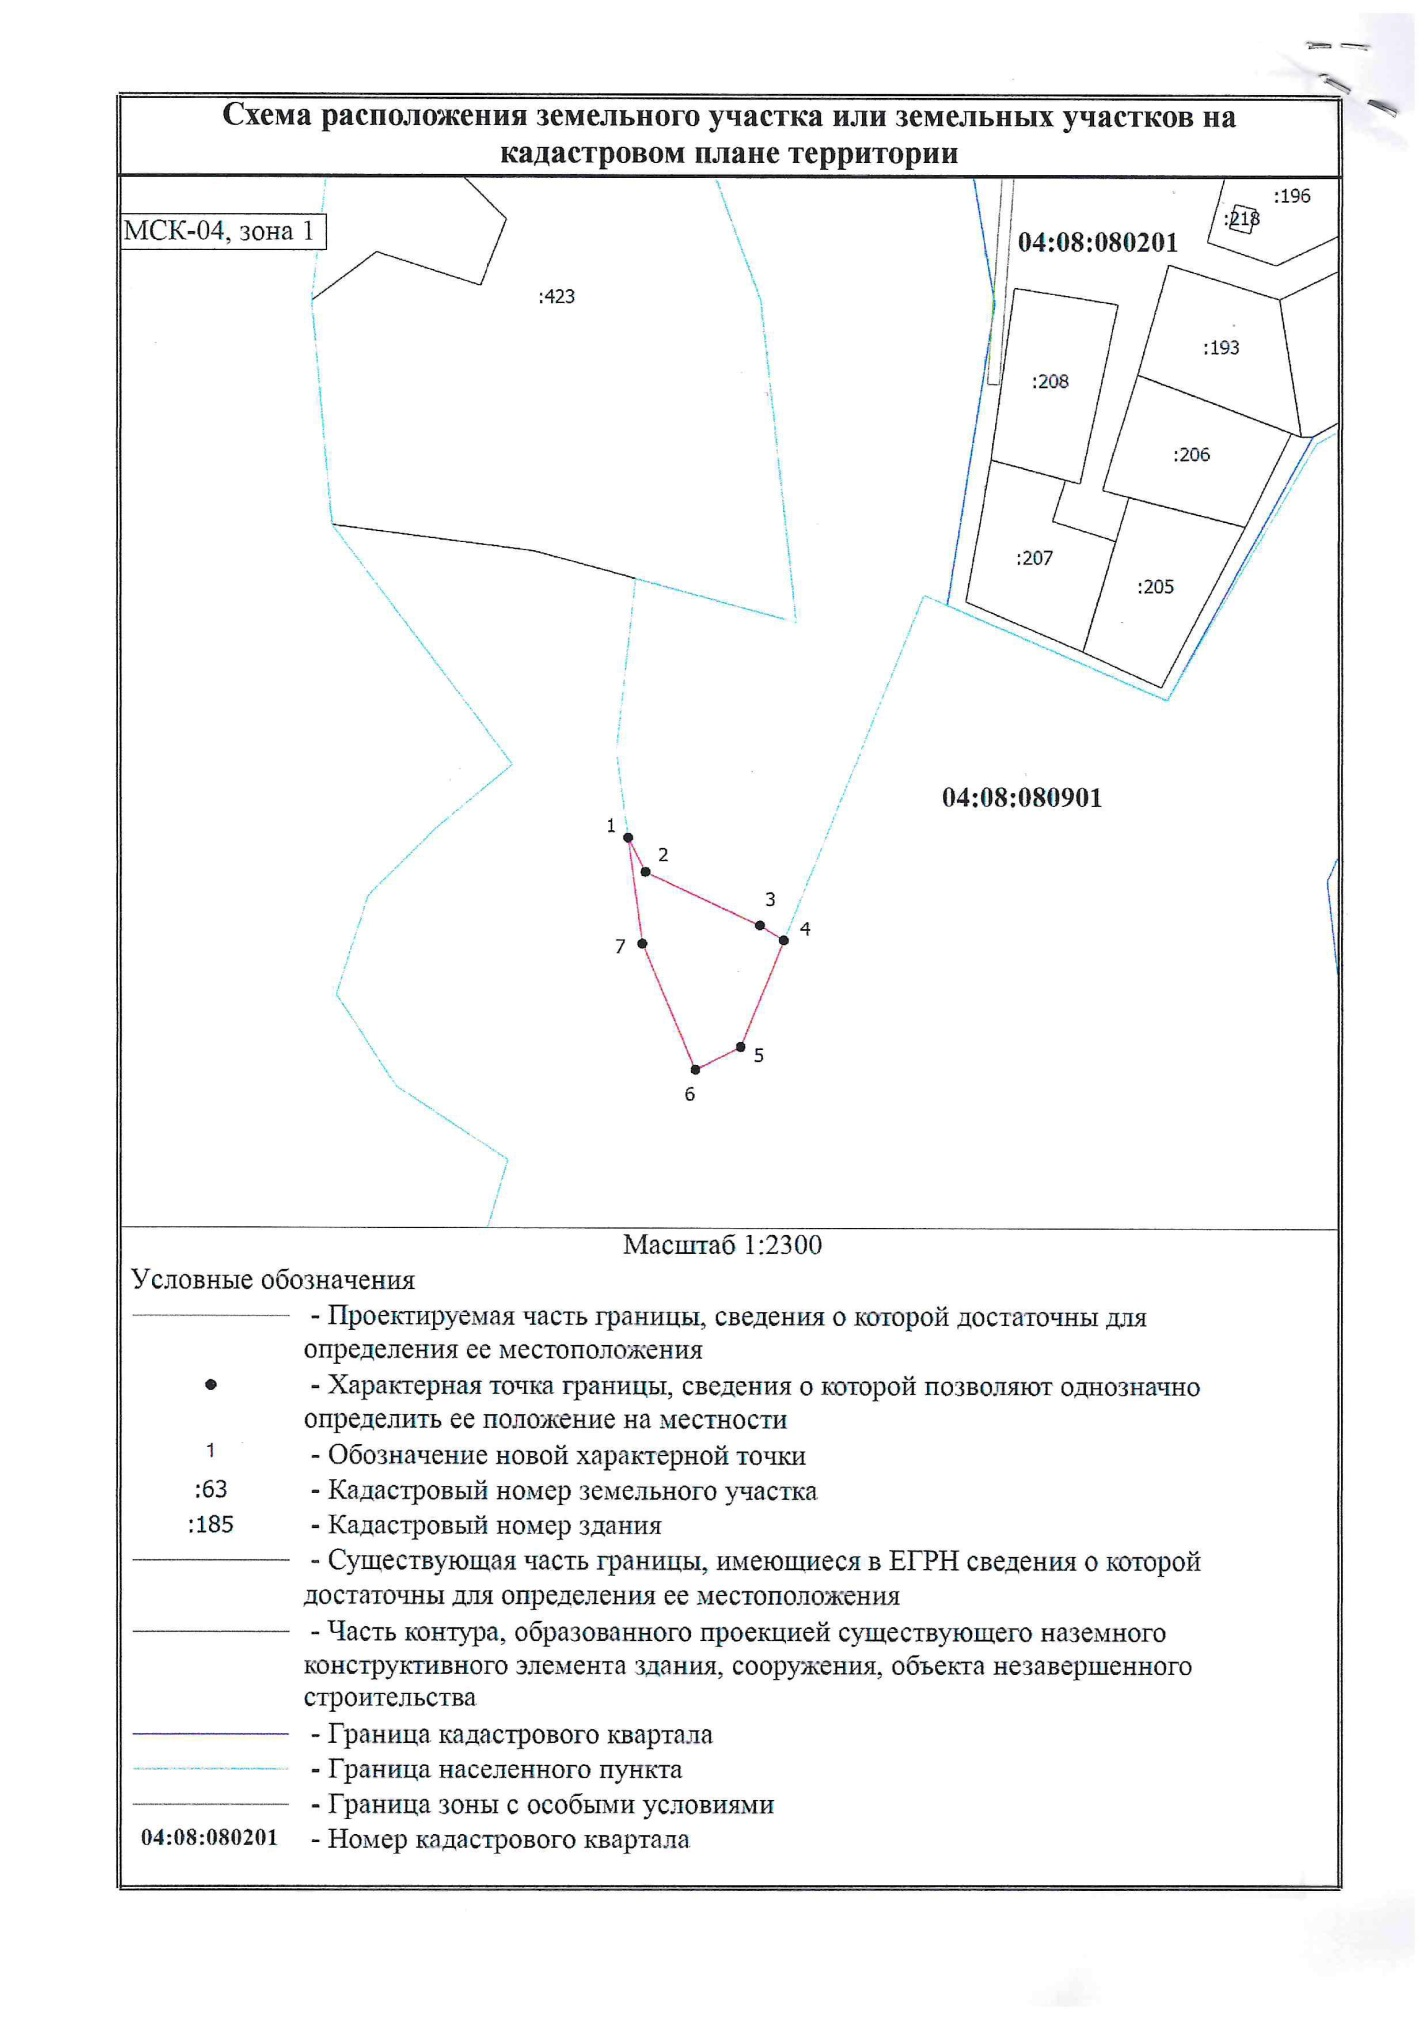 Схема расположения земельного участка или земельных участков на
кадастровом плане территории
МСК-04, зона 1
:196
:218
04:08:080201
:423
:193
:208
:206
:207
:205
04:08:080901
1
2
3
4
7
5
6
Масштаб 1:2300
Условные обозначения
- Проектируемая часть границы, сведения о которой достаточны для
определения ее местоположения
- Характерная точка границы, сведения о которой позволяют однозначно
определить ее положение на местности
1 - Обозначение новой характерной точки
:63 - Кадастровый номер земельного участка
:185 - Кадастровый номер здания
- Существующая часть границы, имеющиеся в ЕГРН сведения о которой
достаточны для определения ее местоположения
- Часть контура, образованного проекцией существующего наземного
конструктивного элемента здания, сооружения, объекта незавершенного
строительства
- Граница кадастрового квартала
- Граница населенного пункта
- Граница зоны с особыми условиями
04:08:080201 - Номер кадастрового квартала